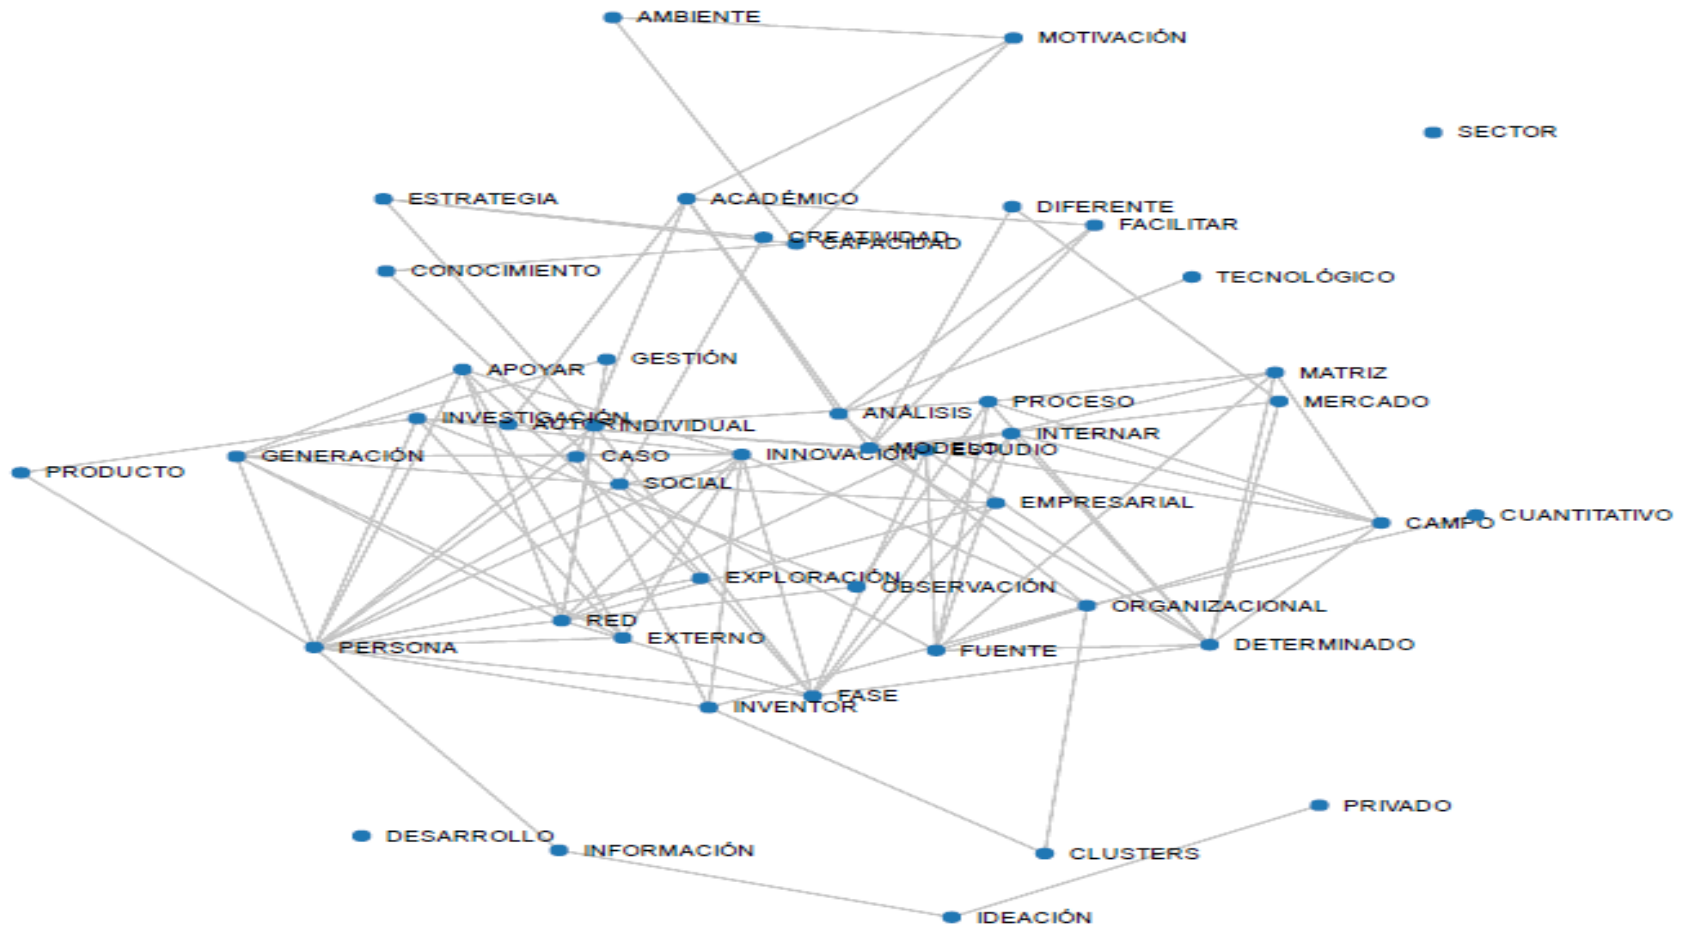 AMBIENTE
MOTIVACIÓN
SECTOR
ESTRATEGIA
ACADÉMICO
DIFERENTE
FACILITAR
CREATIVIDAD
CAPACIDAD
CONOCIMIENTO
TECNOLÓGICO
GESTIÓN
APOYAR
MATRIZ
PROCESO
MERCADO
ANÁLISIS
INVESTIGACIÓN
ACTOR
INDIVIDUAL
INTERNAR
MODELO
ESTUDIO
INNOVACIÓN
GENERACIÓN
CASO
PRODUCTO
SOCIAL
EMPRESARIAL
CUANTITATIVO
CAMPO
EXPLORACIÓN
OBSERVACIÓN
ORGANIZACIONAL
RED
EXTERNO
DETERMINADO
PERSONA
FUENTE
FASE
INVENTOR
PRIVADO
DESARROLLO
INFORMACIÓN
CLUSTERS
IDEACIÓN